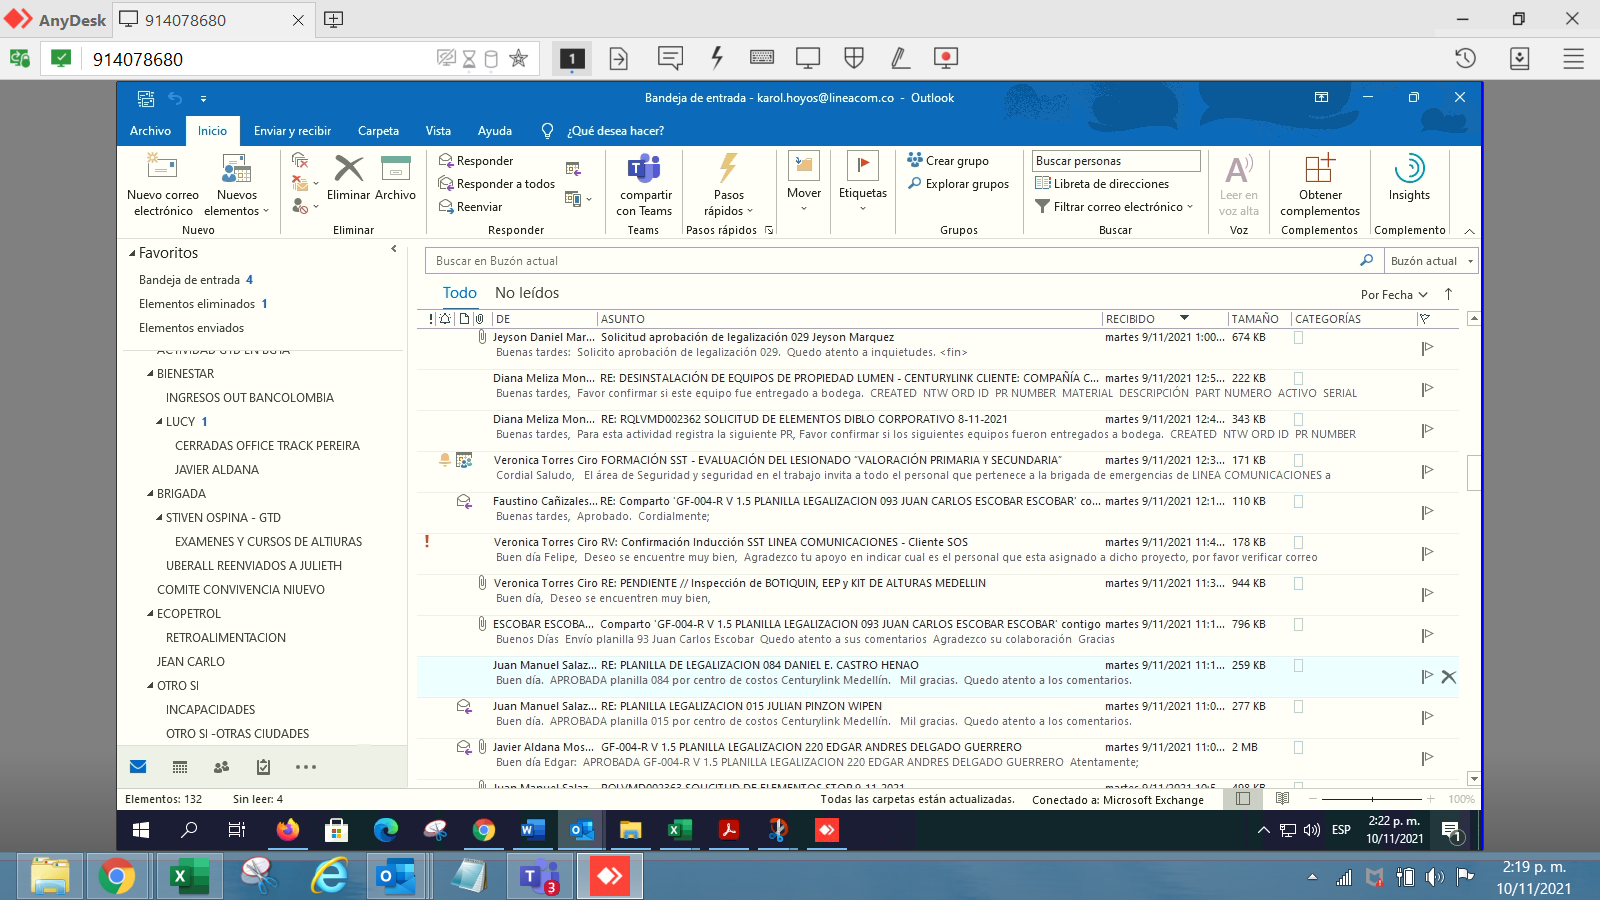 AnyDesk 914078680
914078680
1
Bandeja de entrada - karol.hoyos@lineacom.co - Outlook
Archivo Inicio Enviar y recibir Carpeta Vista Ayuda ¿Qué desea hacer?
Nuevo correo electrónico
Nuevos elementos
Nuevo
Eliminar Archivo
Eliminar
Responder
Responder a todos
Reenviar
Responder
compartir con Teams
Teams
Pasos rápidos
Pasos rápidos
Mover
Etiquetas
Crear grupo
Explorar grupos
Grupos
Buscar personas
Libreta de direcciones
Filtrar correo electrónico
Buscar
Leer en voz alta
Voz
Obtener complementos
Complementos
Insights
Complemento
Favoritos
Bandeja de entrada 4
Elementos eliminados 1
Elementos enviados
ACTIVIDAD GTD EN BGTA
BIENESTAR
INGRESOS OUT BANCOLOMBIA
LUCY 1
CERRADAS OFFICE TRACK PEREIRA
JAVIER ALDANA
BRIGADA
STIVEN OSPINA - GTD
EXAMENES Y CURSOS DE ALTIURAS
UBERALL REENVIADOS A JULIETH
COMITE CONVIVENCIA NIUEVO
ECOPETROL
RETROALIMENTACION
JEAN CARLO
OTRO SI
INCAPACIDADES
OTRO SI -OTRAS CIUDADES
Buscar en Buzón actual Buzón actual
Todo No leídos Por Fecha
DE ASUNTO RECIBIDO TAMAÑO CATEGORÍAS
Jeyson Daniel Mar... Solicitud aprobación de legalización 029 Jeyson Marquez martes 9/11/2021 1:00... 674 KB
Buenas tardes: Solicito aprobación de legalización 029. Quedo atento a inquietudes. <fin>
Diana Meliza Mon... RE: DESINSTALACIÓN DE EQUIPOS DE PROPIEDAD LUMEN - CENTURYLINK CLIENTE: COMPAÑÍA C... martes 9/11/2021 12:5... 222 KB
Buenas tardes, Favor confirmar si este equipo fue entregado a bodega. CREATED NTW ORD ID PR NUMBER MATERIAL DESCRIPCIÓN PART NUMERO ACTIVO SERIAL
Diana Meliza Mon... RE: RQLVMD002362 SOLICITUD DE ELEMENTOS DIBLO CORPORATIVO 8-11-2021 martes 9/11/2021 12:4... 343 KB
Buenas tardes, Para esta actividad registra la siguiente PR, Favor confirmar si los siguientes equipos fueron entregados a bodega. CREATED NTW ORD ID PR NUMBER
Veronica Torres Ciro FORMACIÓN SST - EVALUACIÓN DEL LESIONADO "VALORACIÓN PRIMARIA Y SECUNDARIA" martes 9/11/2021 12:3... 171 KB
Cordial Saludo, El área de Seguridad y seguridad en el trabajo invita a todo el personal que pertenece a la brigada de emergencias de LINEA COMUNICACIONES a
Faustino Cañizales... RE: Comparto 'GF-004-R V 1.5 PLANILLA LEGALIZACION 093 JUAN CARLOS ESCOBAR ESCOBAR' co... martes 9/11/2021 12:1... 110 KB
Buenas tardes, Aprobado. Cordialmente;
Veronica Torres Ciro RV: Confirmación Inducción SST LINEA COMUNICACIONES - Cliente SOS martes 9/11/2021 11:4... 178 KB
Buen día Felipe, Deseo se encuentre muy bien, Agradezco tu apoyo en indicar cual es el personal que esta asignado a dicho proyecto, por favor verificar correo
Veronica Torres Ciro RE: PENDIENTE // Inspección de BOTIQUIN, EEP y KIT DE ALTURAS MEDELLIN martes 9/11/2021 11:3... 944 KB
Buen día, Deseo se encuentren muy bien,
ESCOBAR ESCOBA... Comparto 'GF-004-R V 1.5 PLANILLA LEGALIZACION 093 JUAN CARLOS ESCOBAR ESCOBAR' contigo martes 9/11/2021 11:1... 796 KB
Buenos Días Envío planilla 93 Juan Carlos Escobar Quedo atento a sus comentarios Agradezco su colaboración Gracias
Juan Manuel Salaz... RE: PLANILLA DE LEGALIZACION 084 DANIEL E. CASTRO HENAO martes 9/11/2021 11:1... 259 KB
Buen día. APROBADA planilla 084 por centro de costos Centurylink Medellín. Mil gracias. Quedo atento a los comentarios.
Juan Manuel Salaz... RE: PLANILLA LEGALIZACION 015 JULIAN PINZON WIPEN martes 9/11/2021 11:0... 277 KB
Buen día. APROBADA planilla 015 por centro de costos Centurylink Medellín. Mil gracias. Quedo atento a los comentarios.
Javier Aldana Mos... GF-004-R V 1.5 PLANILLA LEGALIZACION 220 EDGAR ANDRES DELGADO GUERRERO martes 9/11/2021 11:0... 2 MB
Buen día Edgar: APROBADA GF-004-R V 1.5 PLANILLA LEGALIZACION 220 EDGAR ANDRES DELGADO GUERRERO Atentamente;
Juan Manuel Salaz... RQLVMD002363 SOLICITUD DE ELEMENTOS STOP 9-11-2021 martes 9/11/2021 10:5... 498 KB
Elementos: 132 Sin leer: 4 Todas las carpetas están actualizadas. Conectado a: Microsoft Exchange 100%
ESP 2:22 p. m.
10/11/2021 1
3 2:19 p. m.
10/11/2021